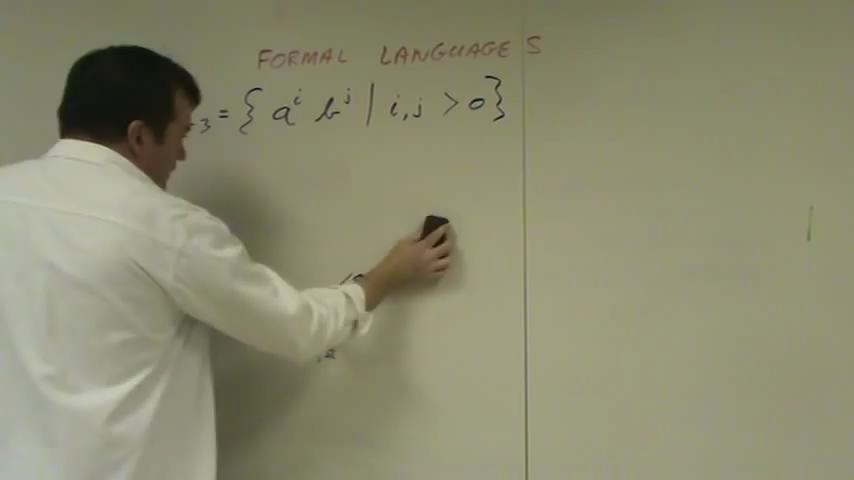 FORMAL LANGUAGES
3 = { aⁱ bʲ | i,j > 0}